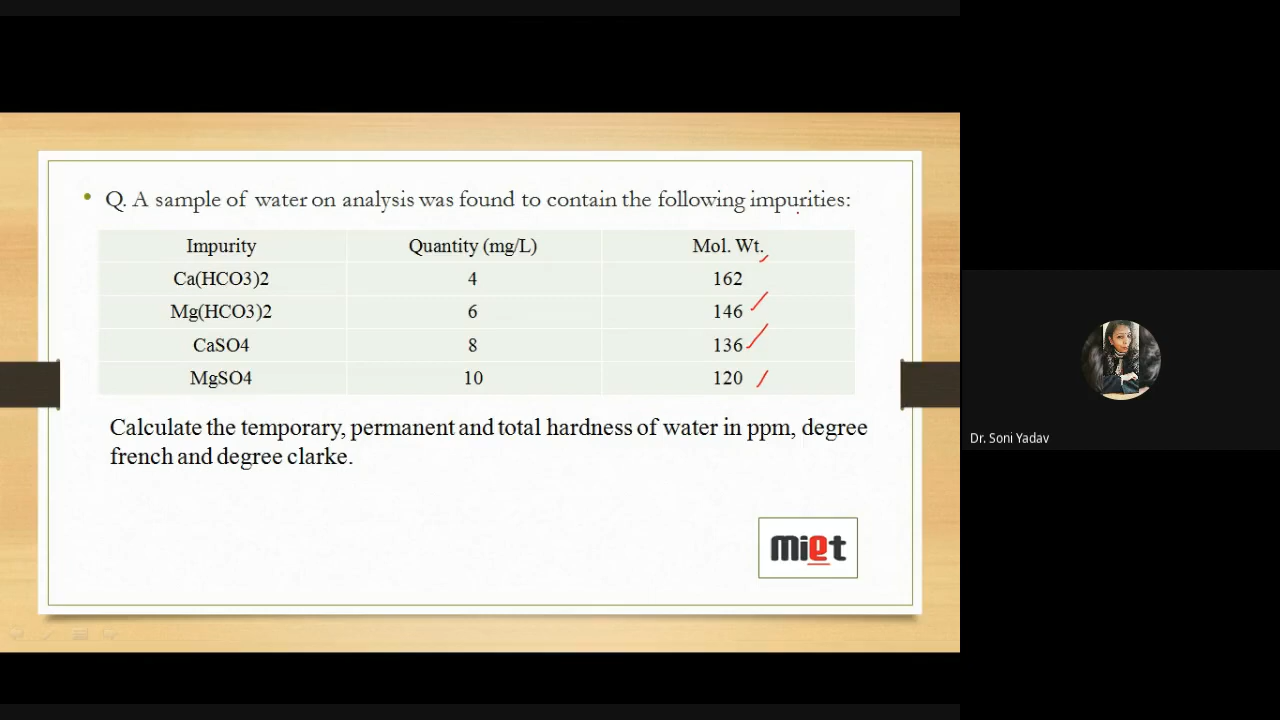 • Q. A sample of water on analysis was found to contain the following impurities:
Impurity Quantity (mg/L) Mol. Wt.
Ca(HCO3)2 4 162
Mg(HCO3)2 6 146
CaSO4 8 136
MgSO4 10 120
Calculate the temporary, permanent and total hardness of water in ppm, degree
french and degree clarke.
miet
Dr. Soni Yadav